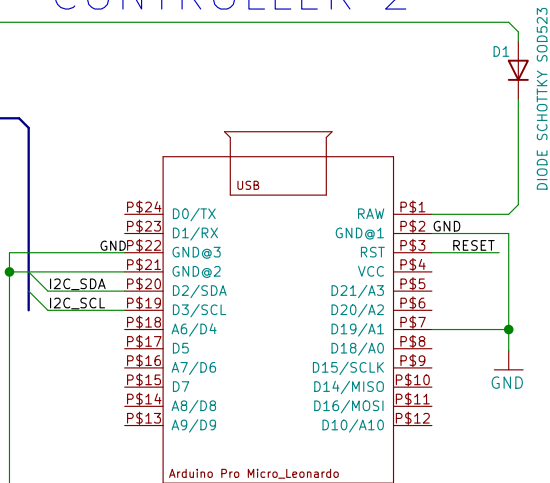 CONTROLLER 2
D1
DIODE SCHOTTKY SOD523
USB
P$24 D0/TX RAW P$1
P$23 D1/RX GND@1 P$2 GND
GND P$22 GND@3 RST P$3 RESET
P$21 GND@2 VCC P$4
I2C_SDA P$20 D2/SDA D21/A3 P$5
I2C_SCL P$19 D3/SCL D20/A2 P$6
P$18 A6/D4 D19/A1 P$7
P$17 D5 D18/A0 P$8
P$16 A7/D6 D15/SCLK P$9
P$15 D7 D14/MISO P$10
GND
P$14 A8/D8 D16/MOSI P$11
P$13 A9/D9 D10/A10 P$12
Arduino Pro Micro_Leonardo